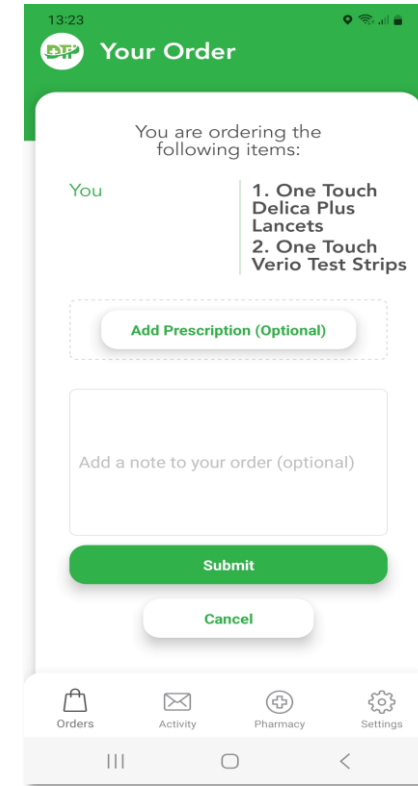 13:23
DTP
Your Order
You are ordering the
following items:
You
1. One Touch
Delica Plus
Lancets
2. One Touch
Verio Test Strips
Add Prescription (Optional)
Add a note to your order (optional)
Submit
Cancel
Orders
Activity
Pharmacy
Settings